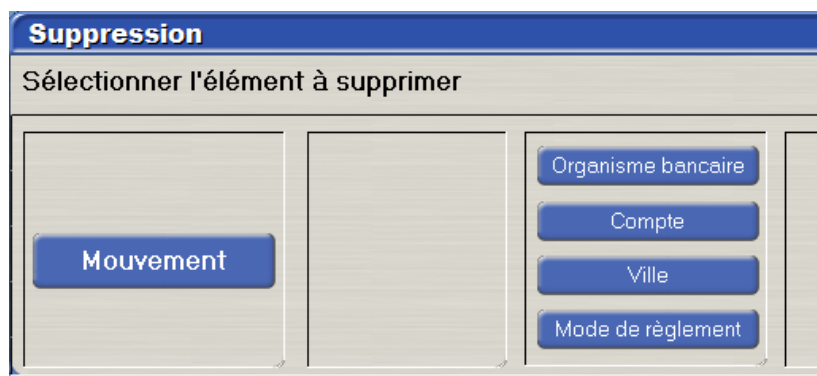 Suppression
Sélectionner l'élément à supprimer
Mouvement
Organisme bancaire
Compte
Ville
Mode de règlement